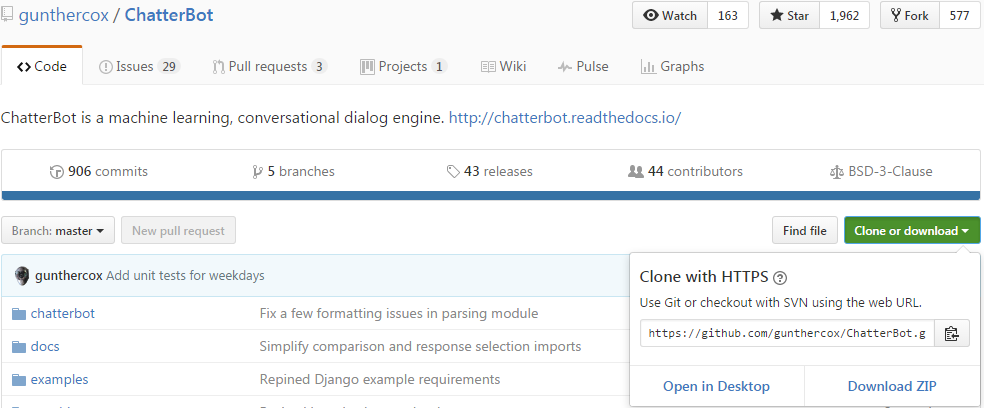 gunthercox / ChatterBot Watch 163 Star 1,962 Fork 577
Code Issues 29 Pull requests 3 Projects 1 Wiki Pulse Graphs
ChatterBot is a machine learning, conversational dialog engine. http://chatterbot.readthedocs.io/
906 commits 5 branches 43 releases 44 contributors BSD-3-Clause
Branch: master New pull request Find file Clone or download
gunthercox Add unit tests for weekdays
chatterbot Fix a few formatting issues in parsing module
docs Simplify comparison and response selection imports
examples Repined Django example requirements
Clone with HTTPS ?
Use Git or checkout with SVN using the web URL.
https://github.com/gunthercox/ChatterBot.g
Open in Desktop Download ZIP